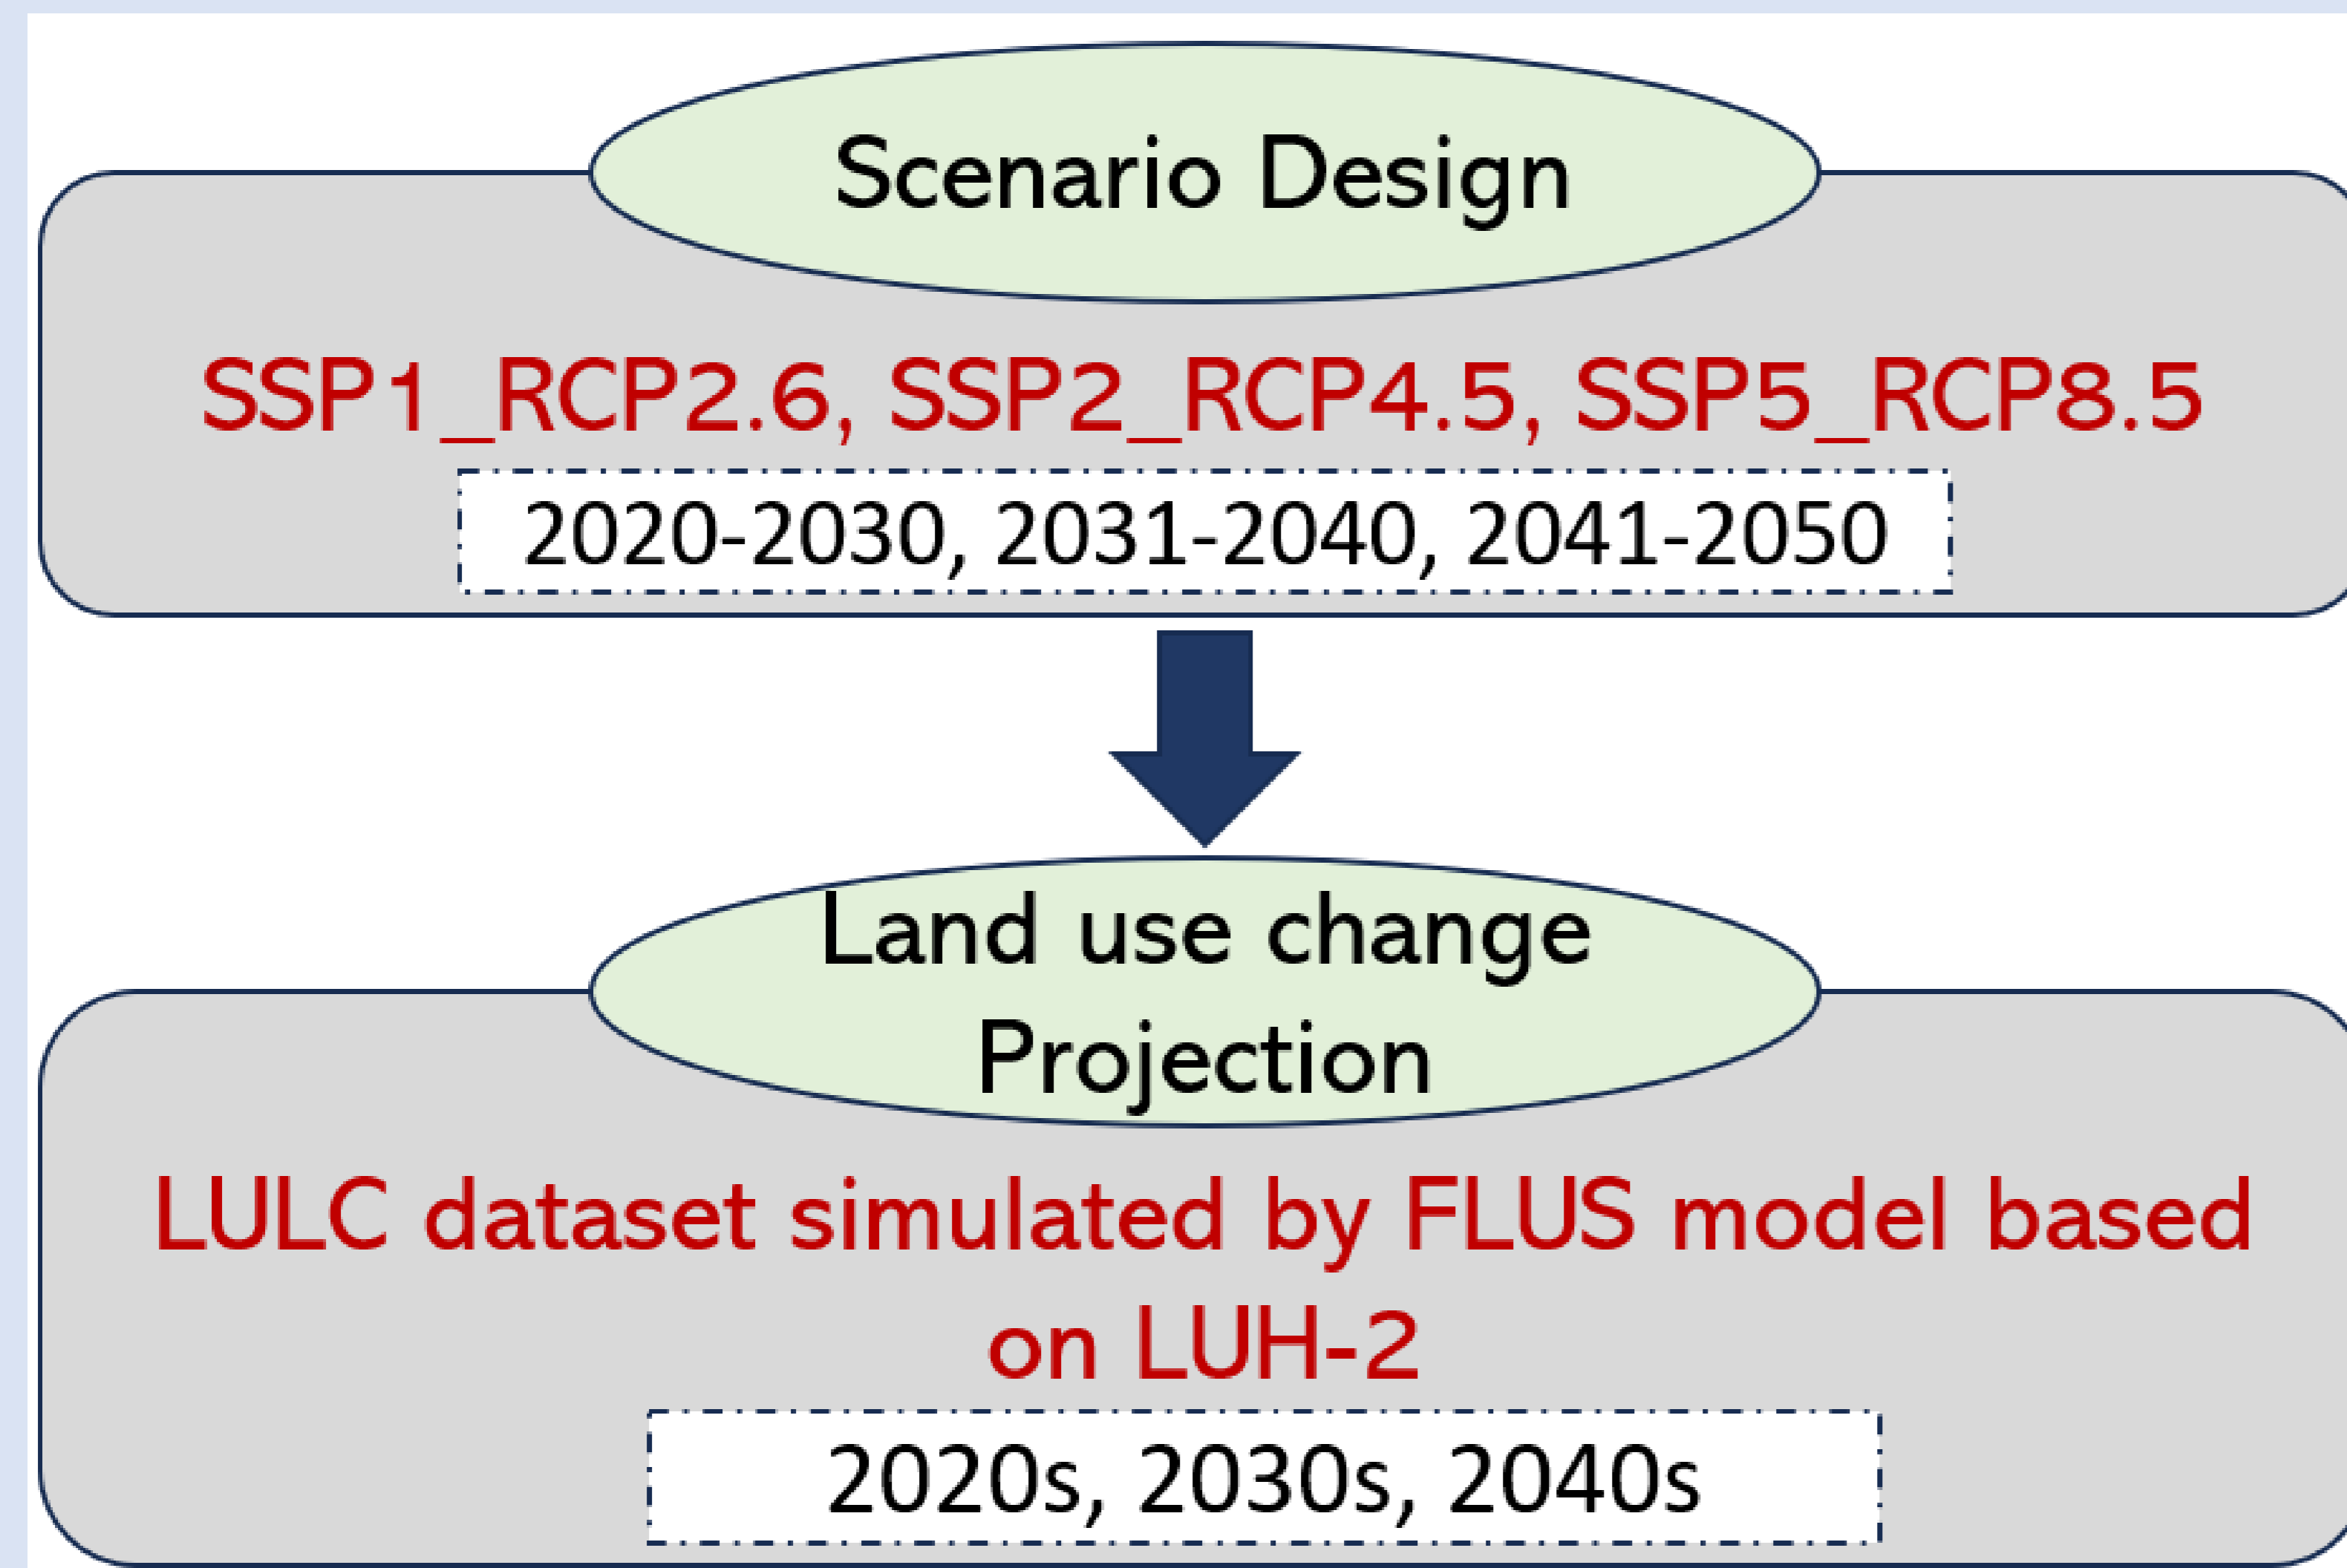 Scenario Design
SSP1_RCP2.6, SSP2_RCP4.5, SSP5_RCP8.5
2020-2030, 2031-2040, 2041-2050
Land use change
Projection
LULC dataset simulated by FLUS model based
on LUH-2
2020s, 2030s, 2040s